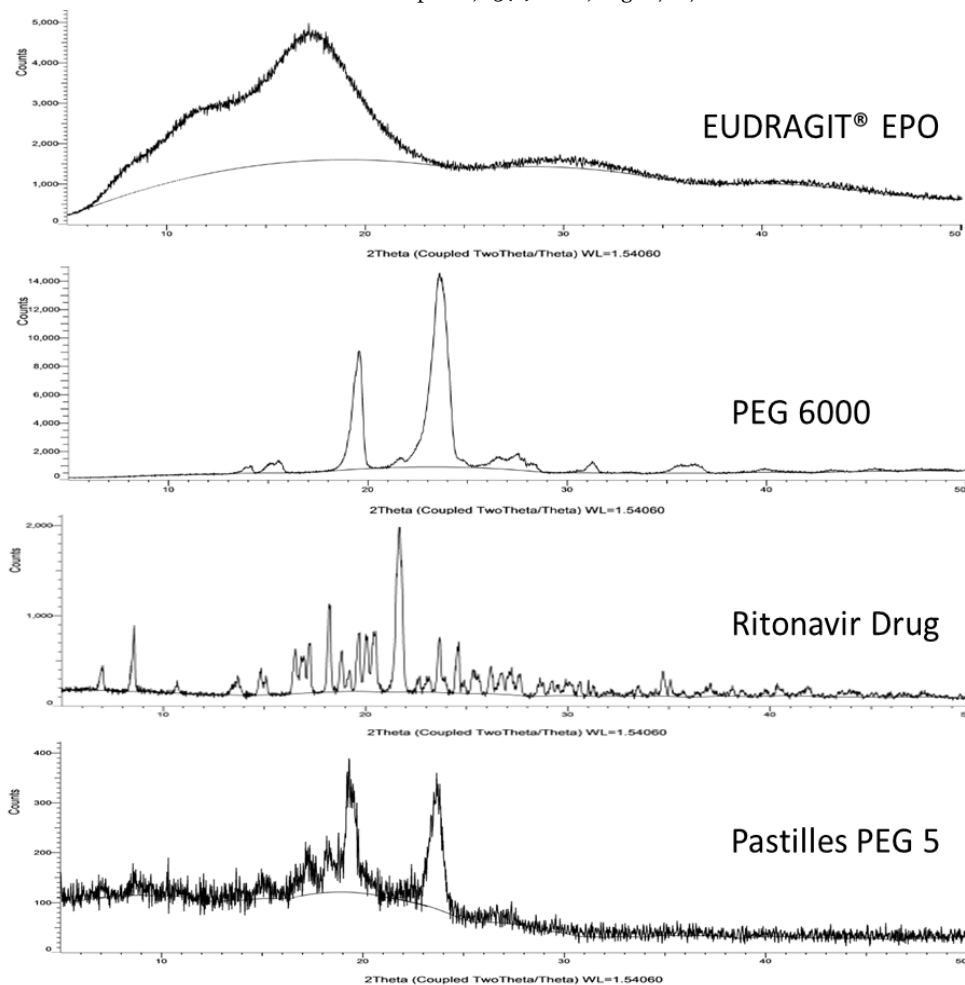 Counts
5,000
4,000
3,000
2,000
1,000
0
EUDRAGIT® EPO
10 20 30 40 50
2Theta (Coupled TwoTheta/Theta) WL=1.54060
Counts
14,000
12,000
10,000
8,000
6,000
4,000
2,000
0
PEG 6000
10 20 30 40 50
2Theta (Coupled TwoTheta/Theta) WL=1.54060
Counts
2,000
1,000
0
Ritonavir Drug
10 20 30 40 50
2Theta (Coupled TwoTheta/Theta) WL=1.54060
Counts
400
300
200
100
0
Pastilles PEG 5
10 20 30 40 50
2Theta (Coupled TwoTheta/Theta) WL=1.54060